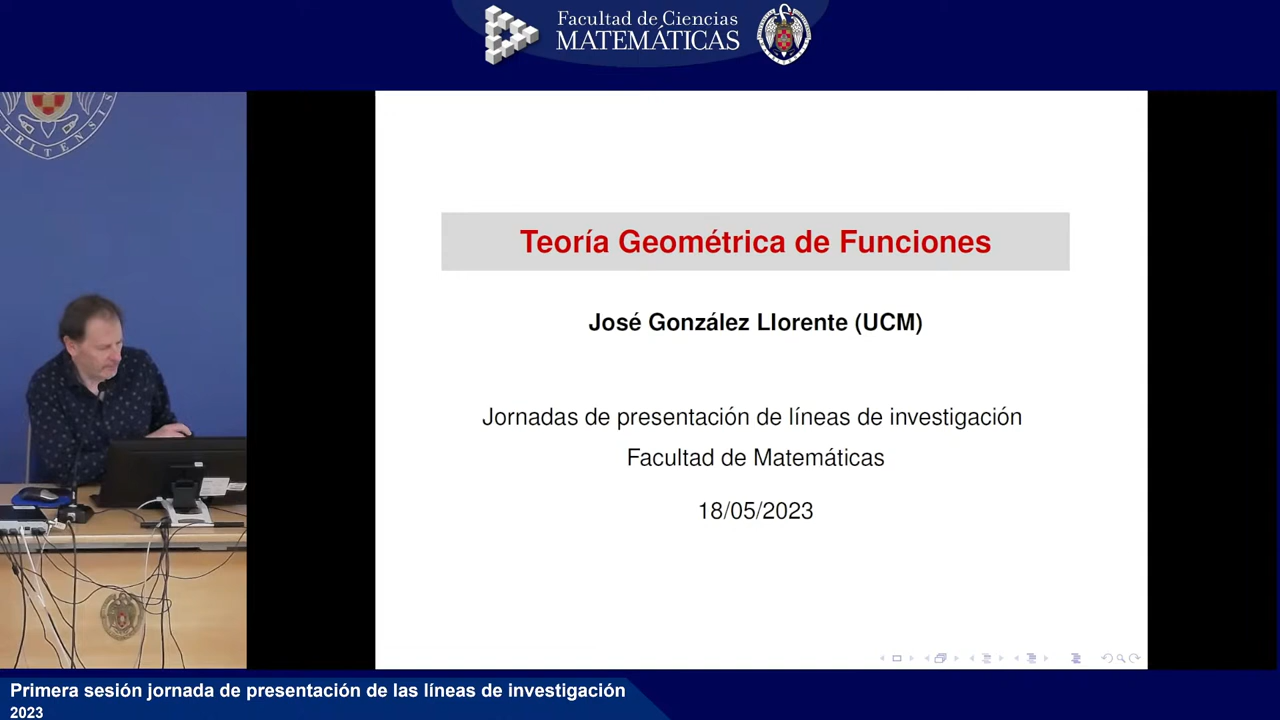 Facultad de Ciencias
MATEMÁTICAS
TRITENSIS
Teoría Geométrica de Funciones
José González Llorente (UCM)
Jornadas de presentación de líneas de investigación
Facultad de Matemáticas
18/05/2023
Primera sesión jornada de presentación de las líneas de investigación
2023